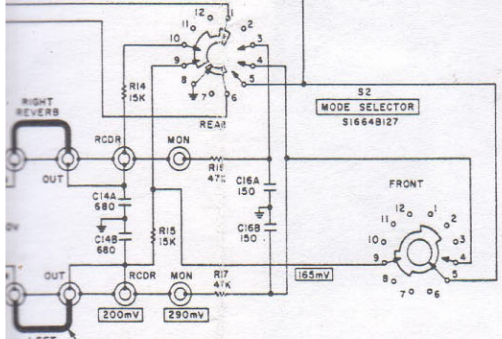 12 1
11 2
10 3
9 4
8 5
7 6
R14
15K
S2
MODE SELECTOR
S1664B127
REAR
RIGHT
REVERB
RCDR MON
OUT
R16
47K
FRONT
C14A
680
C16A
150
12 1
11 2
10 3
9 4
8 5
7 6
R15
15K
C14B
680
C16B
150
OUT RCDR MON
R17
47K
165mV
200mV 290mV